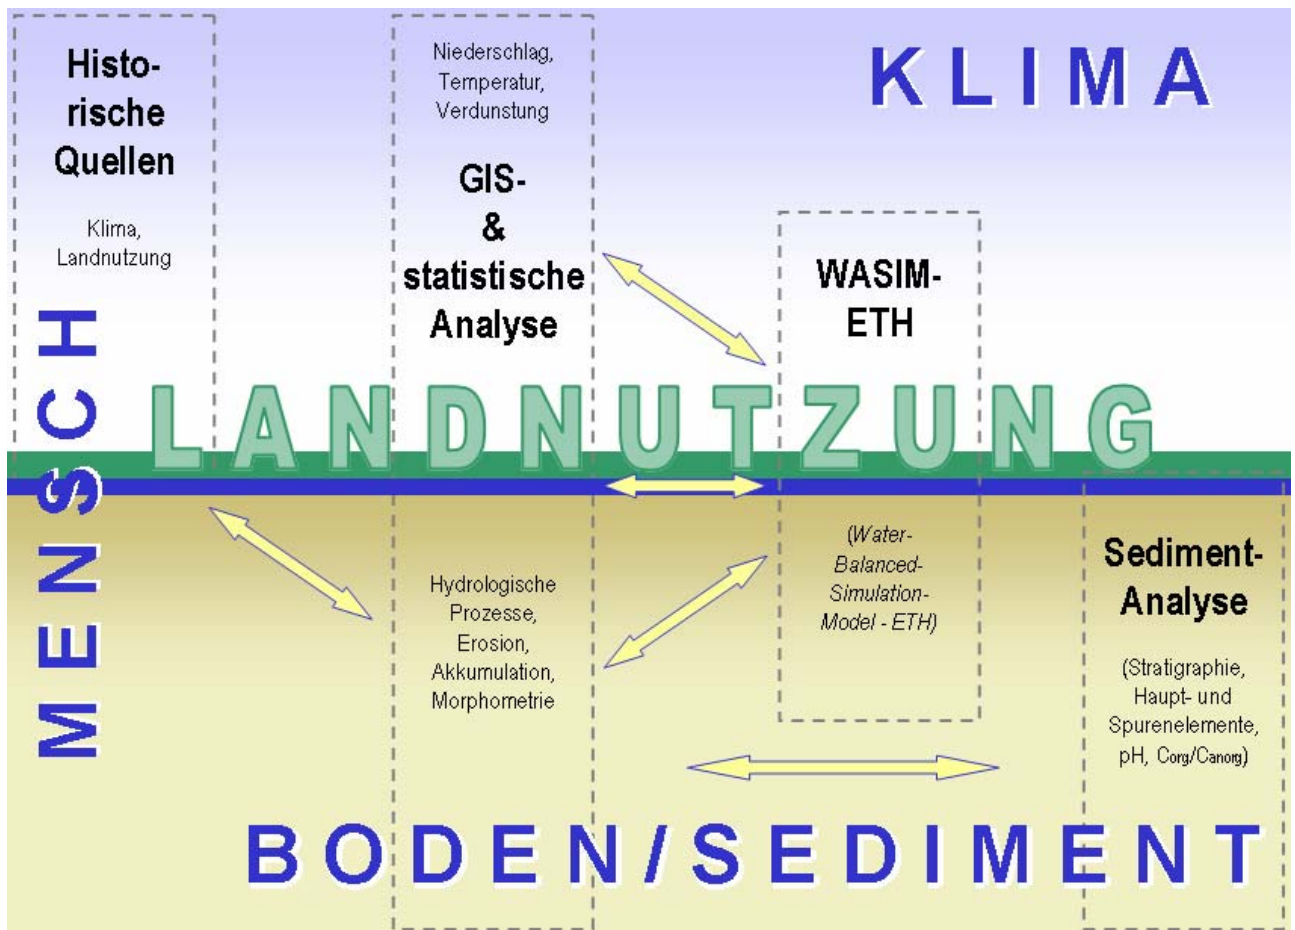 Histo-
rische
Quellen
Klima,
Landnutzung
Niederschlag,
Temperatur,
Verdunstung
GIS-
&
statistische
Analyse
KLIMA
WASIM-
ETH
MENSCH
LANDNUTZUNG
Hydrologische
Prozesse,
Erosion,
Akkumulation,
Morphometrie
(Water-
Balanced-
Simulation-
Model - ETH)
Sediment-
Analyse
(Stratigraphie,
Haupt- und
Spurenelemente,
pH, Corg/Canorg)
BODEN/SEDIMENT